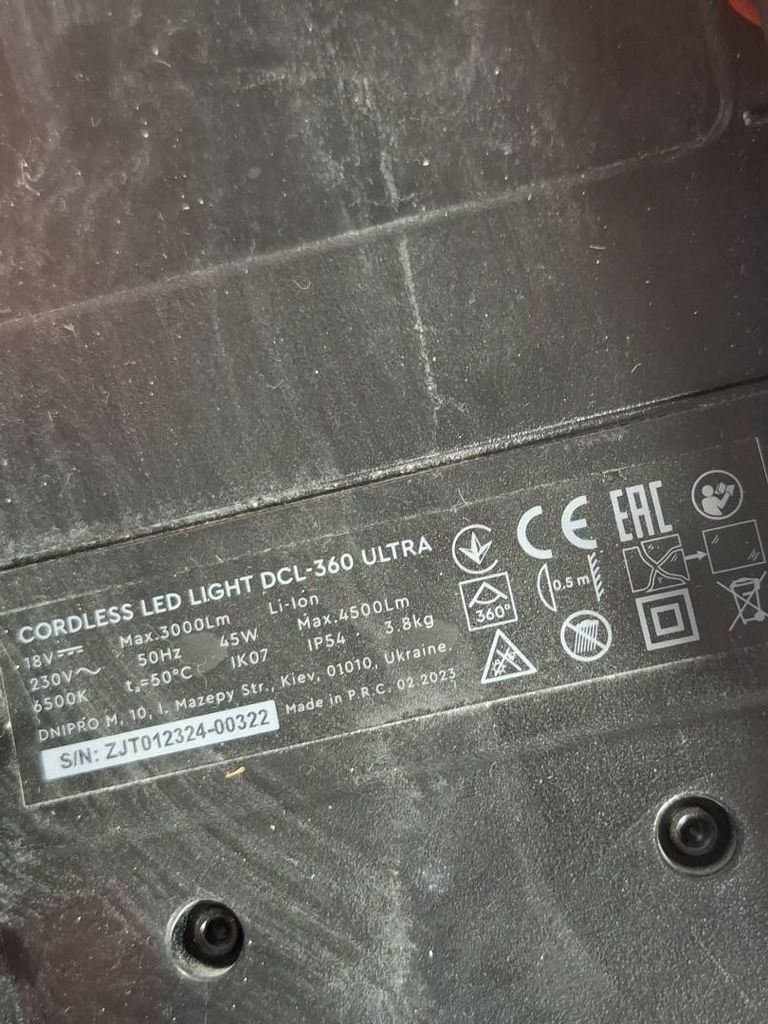 CORDLESS LED LIGHT DCL-360 ULTRA
18V Max.3000Lm Li-Ion
230V~ 50Hz 45W Max.4500Lm
6500K tₐ=50°C IK07 IP54 3.8kg
DNIPRO M, 10, I. Mazepy Str., Kiev, 01010, Ukraine.
S/N: ZJT012324-00322 Made in P.R.C. 02.2023
CE EAC
360° 0.5 m